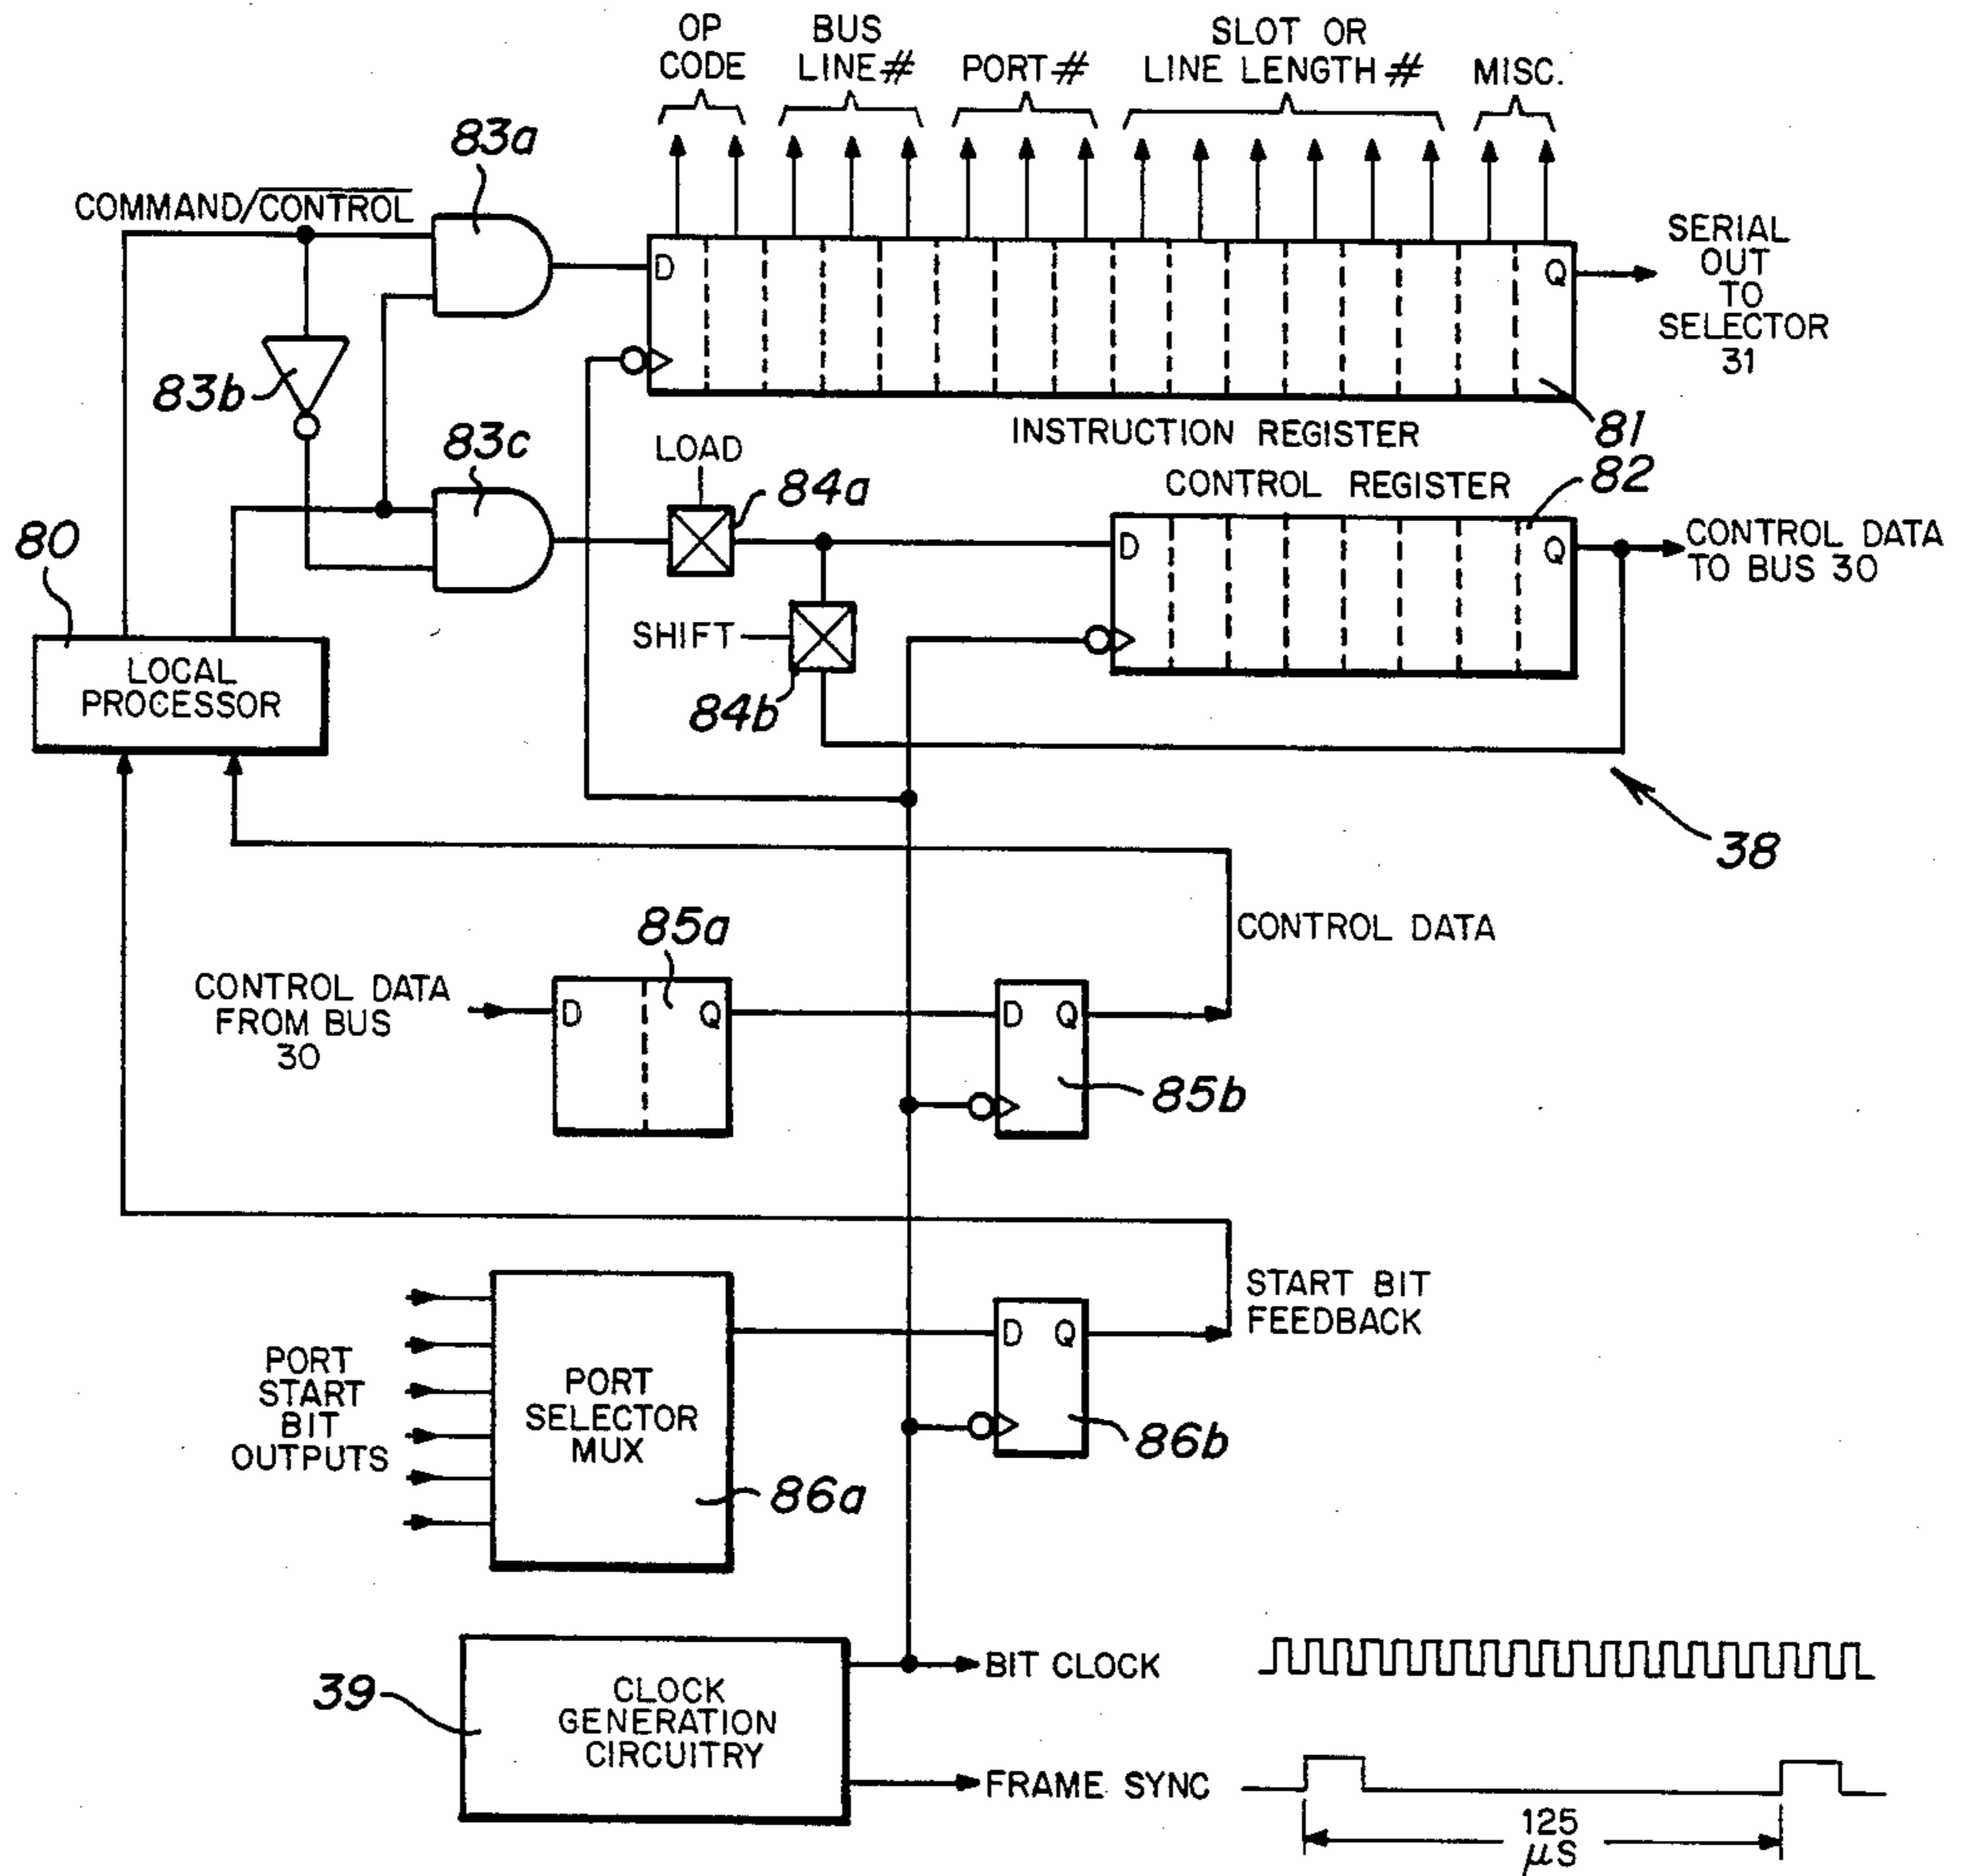 OP
CODE
BUS
LINE #
PORT #
SLOT OR
LINE LENGTH #
MISC.
83a
COMMAND/CONTROL
D
Q
SERIAL
OUT
TO
SELECTOR
31
83b
81
INSTRUCTION REGISTER
83c
LOAD
84a
CONTROL REGISTER
82
80
D
Q
CONTROL DATA
TO BUS 30
SHIFT
84b
LOCAL
PROCESSOR
38
CONTROL DATA
85a
CONTROL DATA
FROM BUS
30
D
Q
D
Q
85b
PORT
START
BIT
OUTPUTS
PORT
SELECTOR
MUX
86a
D
Q
START BIT
FEEDBACK
86b
39
CLOCK
GENERATION
CIRCUITRY
BIT CLOCK
FRAME SYNC
125
μS